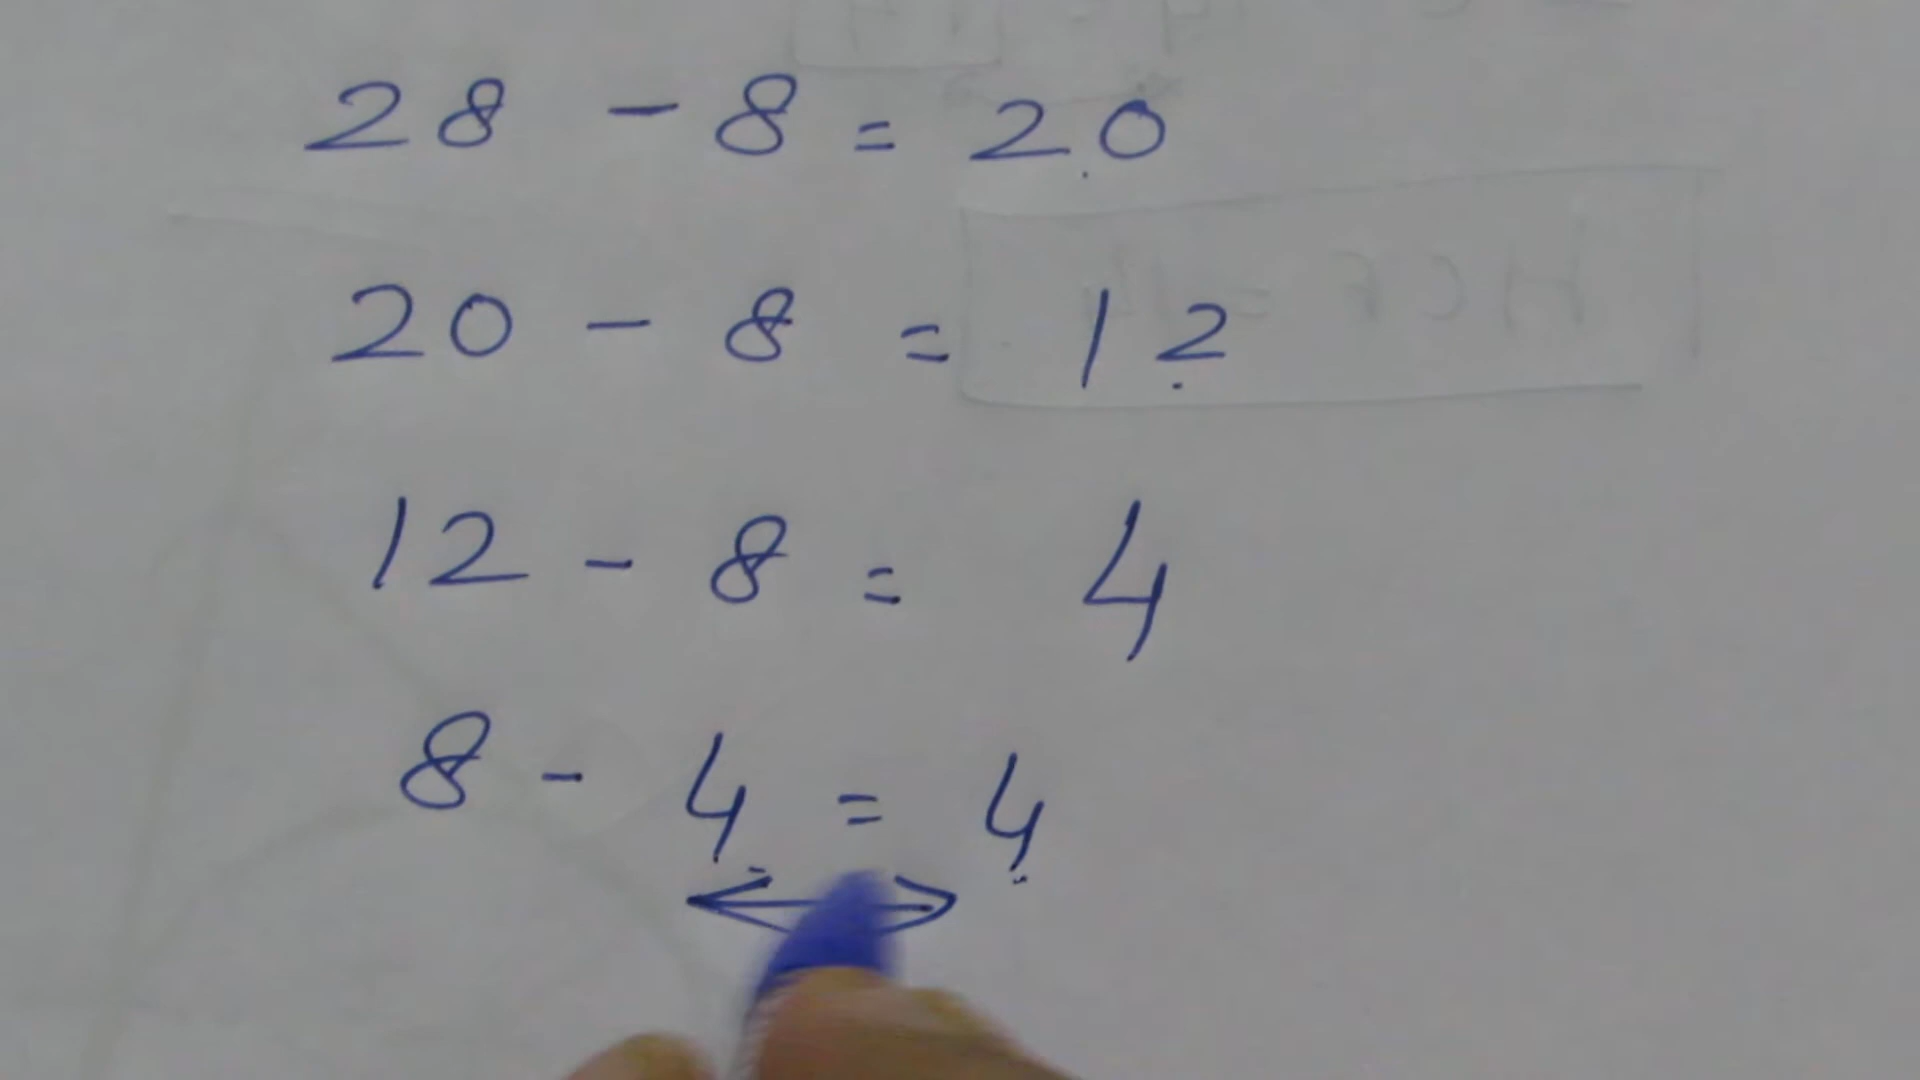 28 - 8 = 20
20 - 8 = 12
12 - 8 = 4
8 - 4 = 4